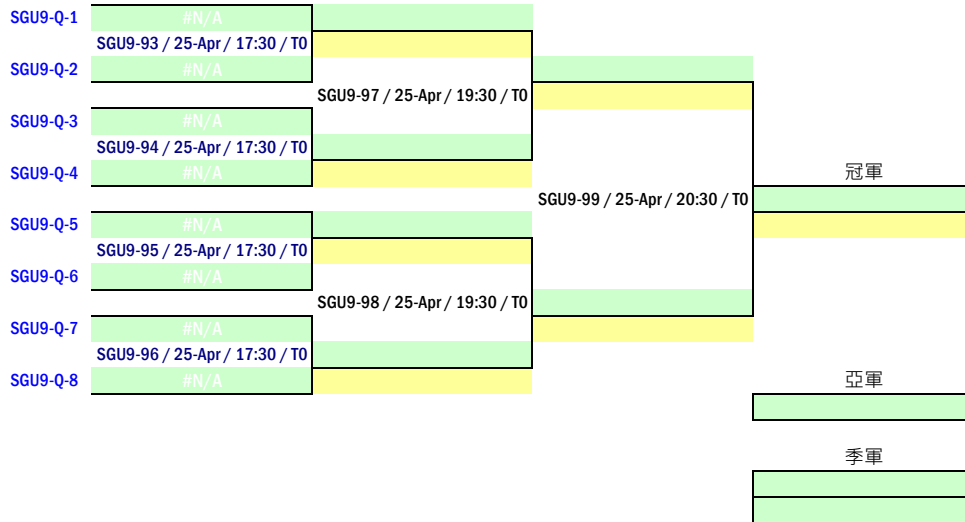 SGU9-Q-1 #N/A
SGU9-93 / 25-Apr / 17:30 / T0
SGU9-Q-2 #N/A
SGU9-97 / 25-Apr / 19:30 / T0
SGU9-Q-3 #N/A
SGU9-94 / 25-Apr / 17:30 / T0
SGU9-Q-4 #N/A
冠軍
SGU9-99 / 25-Apr / 20:30 / T0
SGU9-Q-5 #N/A
SGU9-95 / 25-Apr / 17:30 / T0
SGU9-Q-6 #N/A
SGU9-98 / 25-Apr / 19:30 / T0
SGU9-Q-7 #N/A
SGU9-96 / 25-Apr / 17:30 / T0
SGU9-Q-8 #N/A
亞軍
季軍